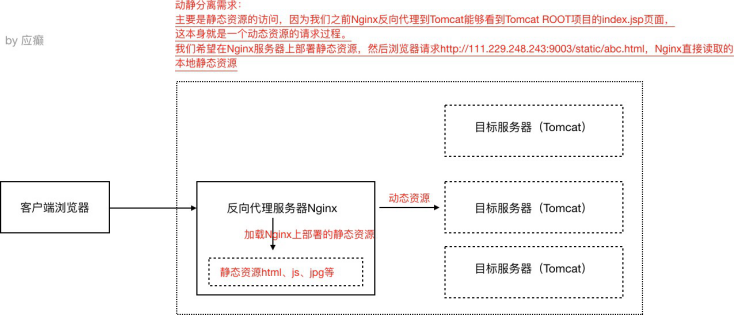 动静分离需求:
主要是静态资源的访问，因为我们之前Nginx反向代理到Tomcat能够看到Tomcat ROOT项目的index.jsp页面，
这本身就是一个动态资源的请求过程。
by 应癫
我们希望在Nginx服务器上部署静态资源，然后浏览器请求http://111.229.248.243:9003/static/abc.html，Nginx直接读取的
本地静态资源
目标服务器（Tomcat）
客户端浏览器
反向代理服务器Nginx
动态资源
目标服务器（Tomcat）
加载Nginx上部署的静态资源
静态资源html、js、jpg等
目标服务器（Tomcat）